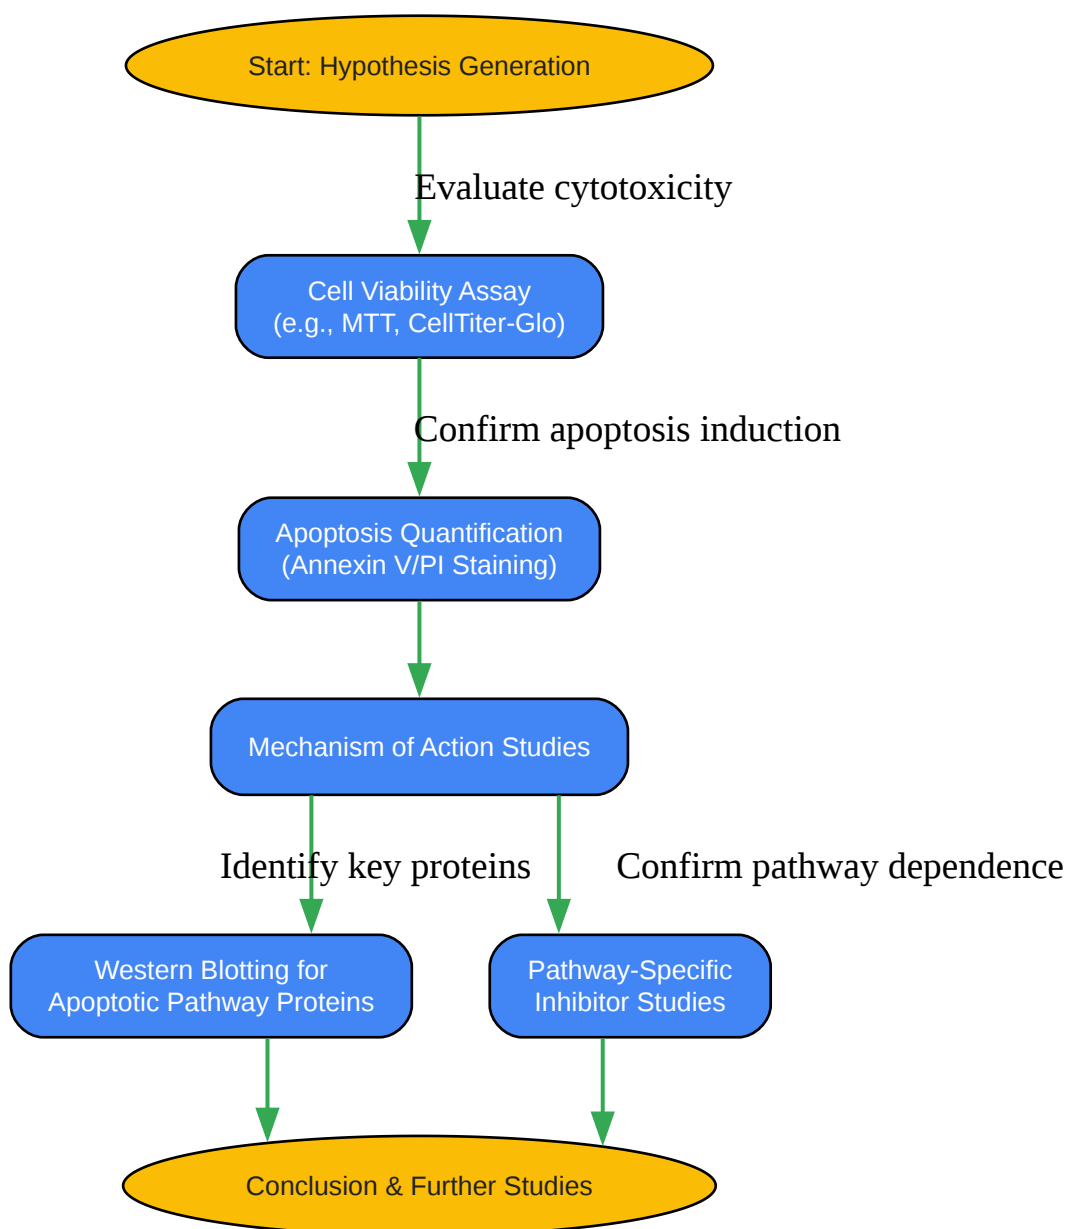 Start: Hypothesis Generation
Evaluate cytotoxicity
Cell Viability Assay
(e.g., MTT, CellTiter-Glo)
Confirm apoptosis induction
Apoptosis Quantification
(Annexin V/PI Staining)
Mechanism of Action Studies
Identify key proteins
Confirm pathway dependence
Western Blotting for
Apoptotic Pathway Proteins
Pathway-Specific
Inhibitor Studies
Conclusion & Further Studies